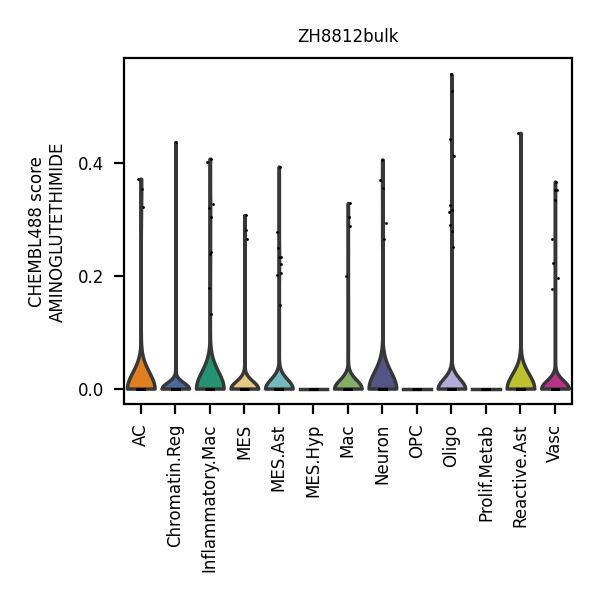 ZH8812bulk
CHEMBL488 score
AMINOGLUTETHIMIDE
0.4
0.2
0.0
AC
Chromatin.Reg
Inflammatory.Mac
MES
MES.Ast
MES.Hyp
Mac
Neuron
OPC
Oligo
Prolif.Metab
Reactive.Ast
Vasc